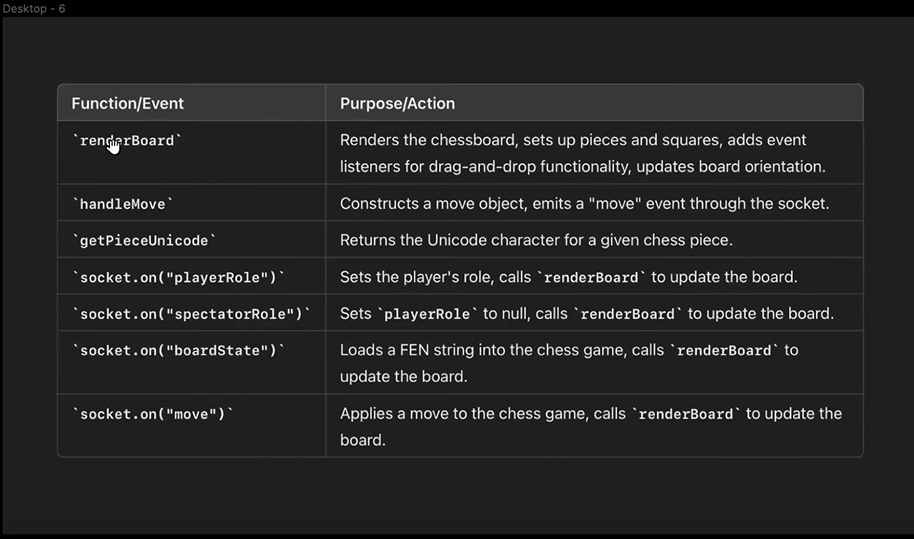 Desktop - 6
Function/Event
Purpose/Action
`renderBoard`
Renders the chessboard, sets up pieces and squares, adds event
listeners for drag-and-drop functionality, updates board orientation.
`handleMove`
Constructs a move object, emits a "move" event through the socket.
`getPieceUnicode`
Returns the Unicode character for a given chess piece.
`socket.on("playerRole")`
Sets the player's role, calls `renderBoard` to update the board.
`socket.on("spectatorRole")`
Sets `playerRole` to null, calls `renderBoard` to update the board.
`socket.on("boardState")`
Loads a FEN string into the chess game, calls `renderBoard` to
update the board.
`socket.on("move")`
Applies a move to the chess game, calls `renderBoard` to update the
board.